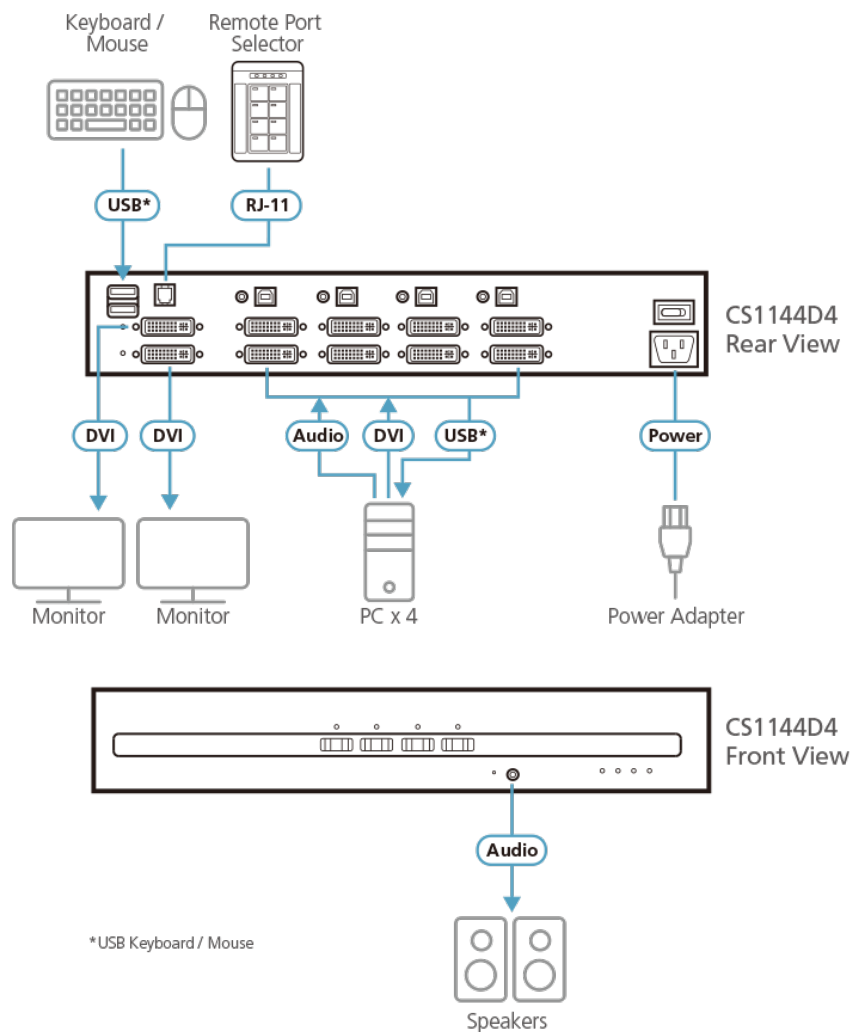 Keyboard /
Mouse
Remote Port
Selector
USB*
RJ-11
CS1144D4
Rear View
DVI
DVI
Audio
DVI
USB*
Power
Monitor
Monitor
PC x 4
Power Adapter
CS1144D4
Front View
Audio
*USB Keyboard / Mouse
Speakers